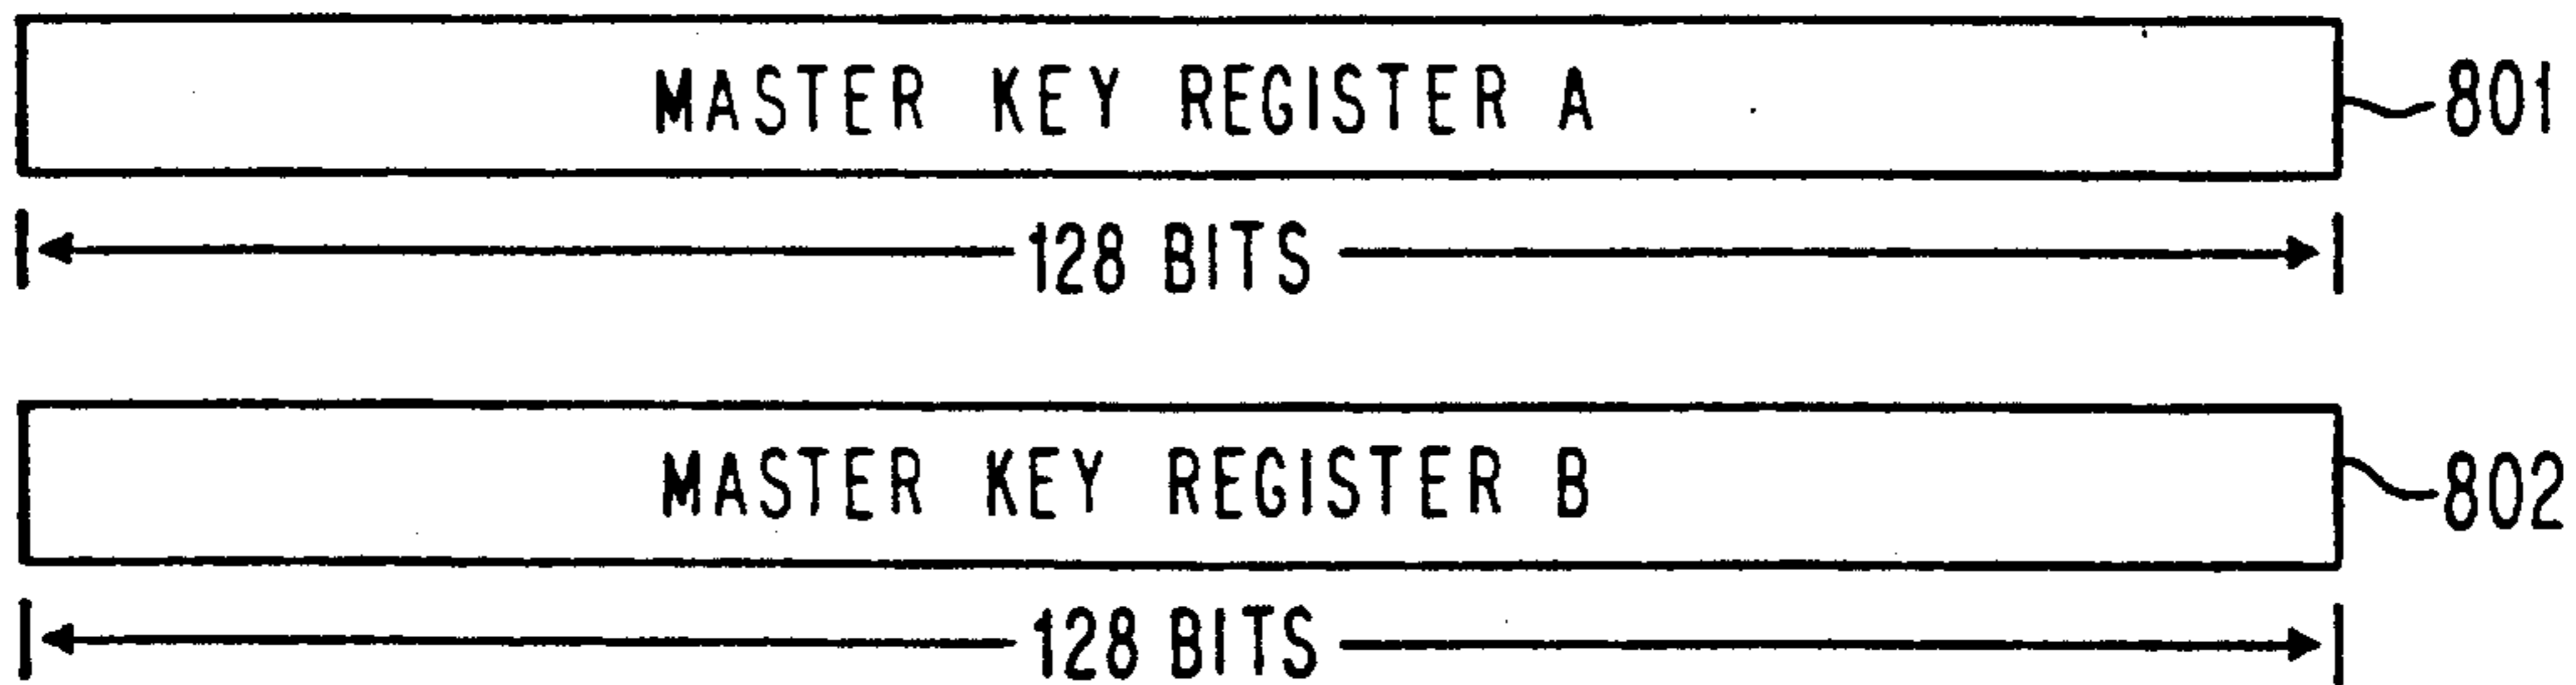 MASTER KEY REGISTER A
801
128 BITS
MASTER KEY REGISTER B
802
128 BITS